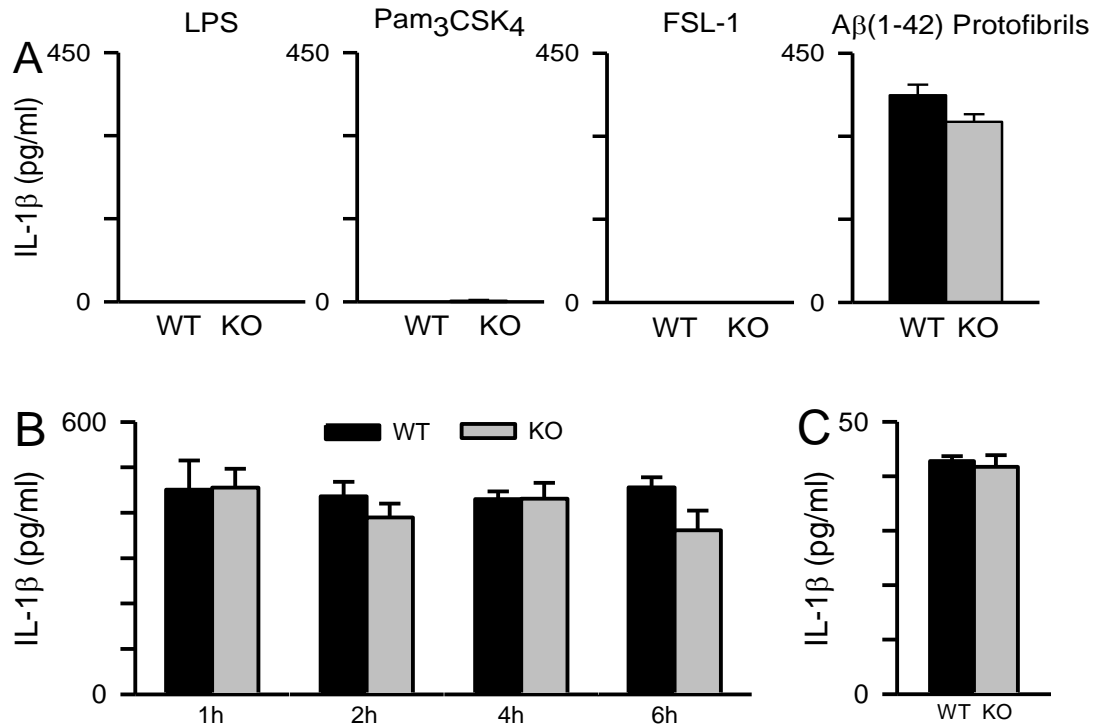 LPS Pam3CSK4 FSL-1 Aβ(1-42) Protofibrils
A
450 450 450 450
IL-1β (pg/ml)
0 0 0 0
WT KO WT KO WT KO WT KO
B
600
WT KO
IL-1β (pg/ml)
0
1h 2h 4h 6h
C
50
IL-1β (pg/ml)
0
WT KO